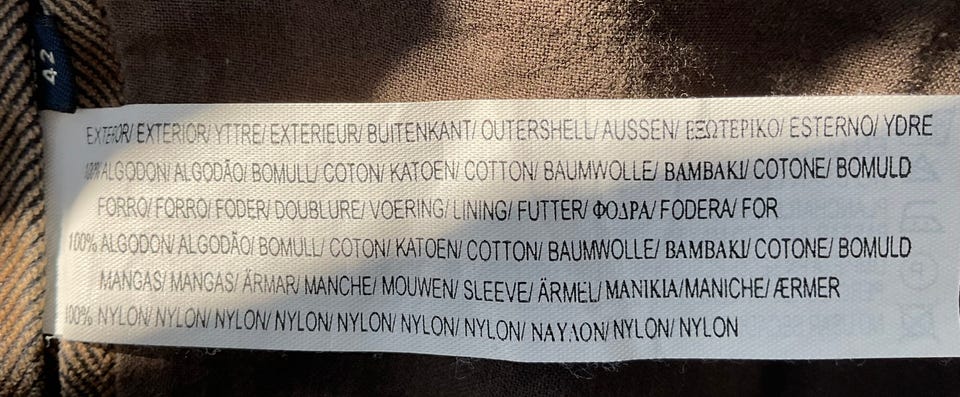 42
EXTERIOR/ EXTERIOR/ YTTRE/ EXTERIEUR/ BUITENKANT/ OUTERSHELL/ AUSSEN/ ΕΞΩΤΕΡΙΚΟ/ ESTERNO/ YDRE
100% ALGODON/ ALGODÃO/ BOMULL/ COTON/ KATOEN/ COTTON/ BAUMWOLLE/ ΒΑΜΒΑΚΙ/ COTONE/ BOMULD
FORRO/ FORRO/ FODER/ DOUBLURE/ VOERING/ LINING/ FUTTER/ ΦΟΔΡΑ/ FODERA/ FOR
100% ALGODON/ ALGODÃO/ BOMULL/ COTON/ KATOEN/ COTTON/ BAUMWOLLE/ ΒΑΜΒΑΚΙ/ COTONE/ BOMULD
MANGAS/ MANGAS/ ÄRMAR/ MANCHE/ MOUWEN/ SLEEVE/ ÄRMEL/ ΜΑΝΙΚΙΑ/MANICHE/ ÆRMER
100% NYLON/ NYLON/ NYLON/ NYLON/ NYLON/ NYLON/ NYLON/ ΝΑΥΛΟΝ/ NYLON/ NYLON